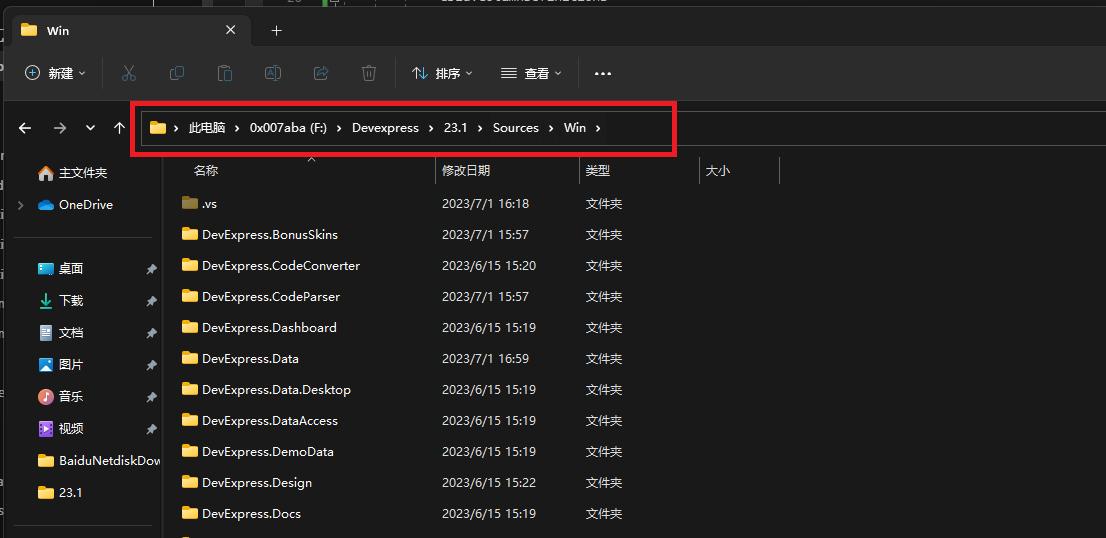 Win
新建
排序
查看
此电脑 0x007aba (F:) Devexpress 23.1 Sources Win
主文件夹
OneDrive
桌面
下载
文档
图片
音乐
视频
BaiduNetdiskDow
23.1
名称 修改日期 类型 大小
.vs 2023/7/1 16:18 文件夹
DevExpress.BonusSkins 2023/7/1 15:57 文件夹
DevExpress.CodeConverter 2023/6/15 15:20 文件夹
DevExpress.CodeParser 2023/7/1 15:57 文件夹
DevExpress.Dashboard 2023/6/15 15:19 文件夹
DevExpress.Data 2023/7/1 16:59 文件夹
DevExpress.Data.Desktop 2023/6/15 15:19 文件夹
DevExpress.DataAccess 2023/6/15 15:19 文件夹
DevExpress.DemoData 2023/6/15 15:19 文件夹
DevExpress.Design 2023/6/15 15:22 文件夹
DevExpress.Docs 2023/6/15 15:19 文件夹